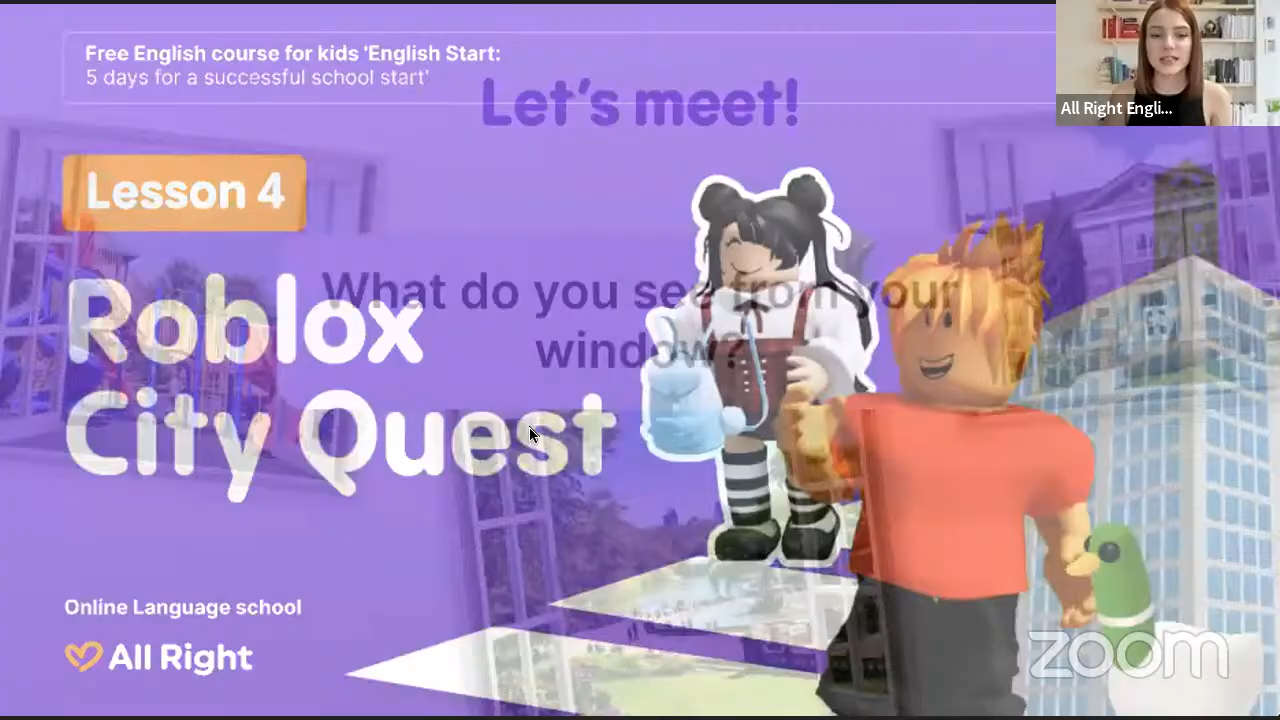 Free English course for kids 'English Start:
5 days for a successful school start'
Let's meet!
All Right Engli...
Lesson 4
What do you see from your
window?
Roblox
City Quest
Online Language school
All Right
zoom